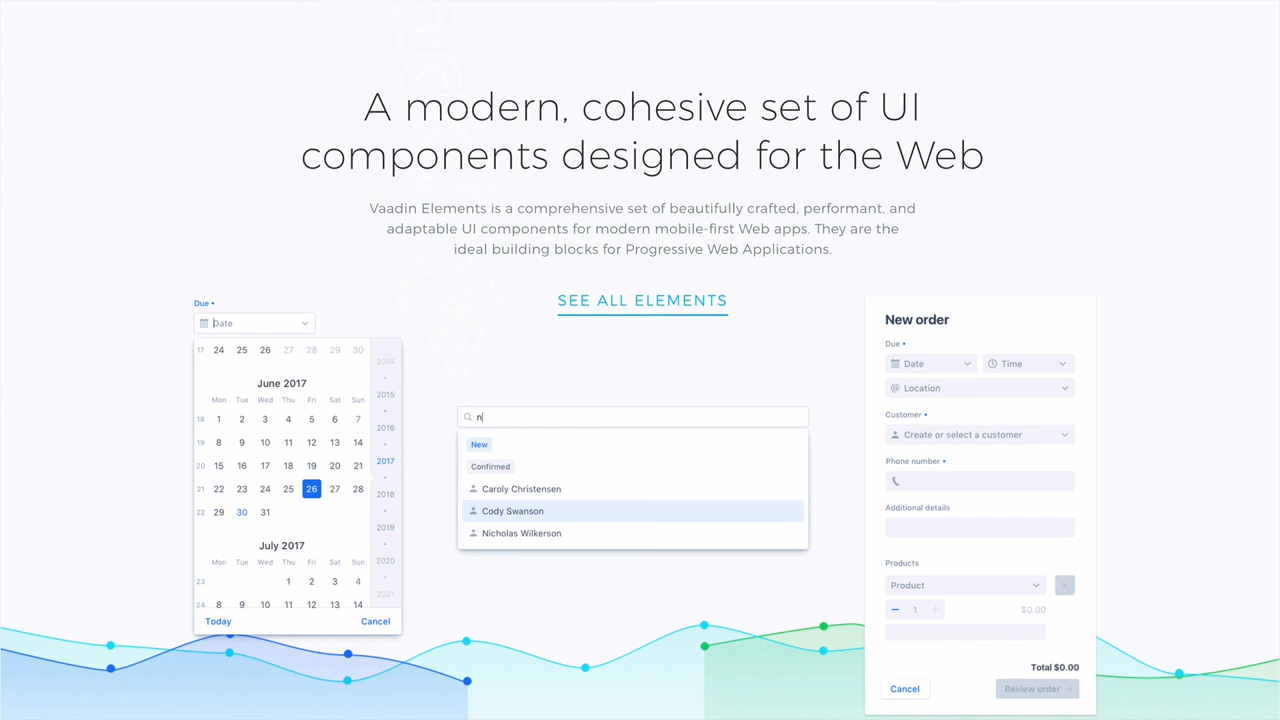 A modern, cohesive set of UI
components designed for the Web
Vaadin Elements is a comprehensive set of beautifully crafted, performant, and
adaptable UI components for modern mobile-first Web apps. They are the
ideal building blocks for Progressive Web Applications.
SEE ALL ELEMENTS
Due •
Date
17 24 25 26 27 28 29 30
June 2017
Mon Tue Wed Thu Fri Sat Sun
18 1 2 3 4 5 6 7
19 8 9 10 11 12 13 14
20 15 16 17 18 19 20 21
21 22 23 24 25 26 27 28
22 29 30 31
July 2017
Mon Tue Wed Thu Fri Sat Sun
23 1 2 3 4
24 8 9 10 11 12 13 14
Today Cancel
2014
2015
2016
2017
2018
2019
2020
2021
n
New
Confirmed
Caroly Christensen
Cody Swanson
Nicholas Wilkerson
New order
Due •
Date Time
@ Location
Customer •
Create or select a customer
Phone number •
Additional details
Products
Product ×
− 1 + $0.00
Total $0.00
Cancel Review order →